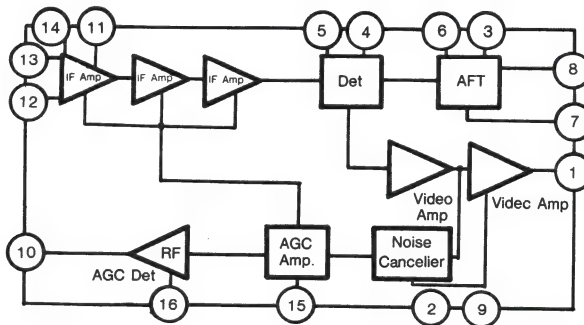 14 11 5 4 6 3
13 IF Amp IF Amp IF Amp Det AFT 8
12
7
1
Video
Amp
Videc Amp
10 RF AGC
Amp.
Noise
Cancelier
AGC Det
16 15 2 9